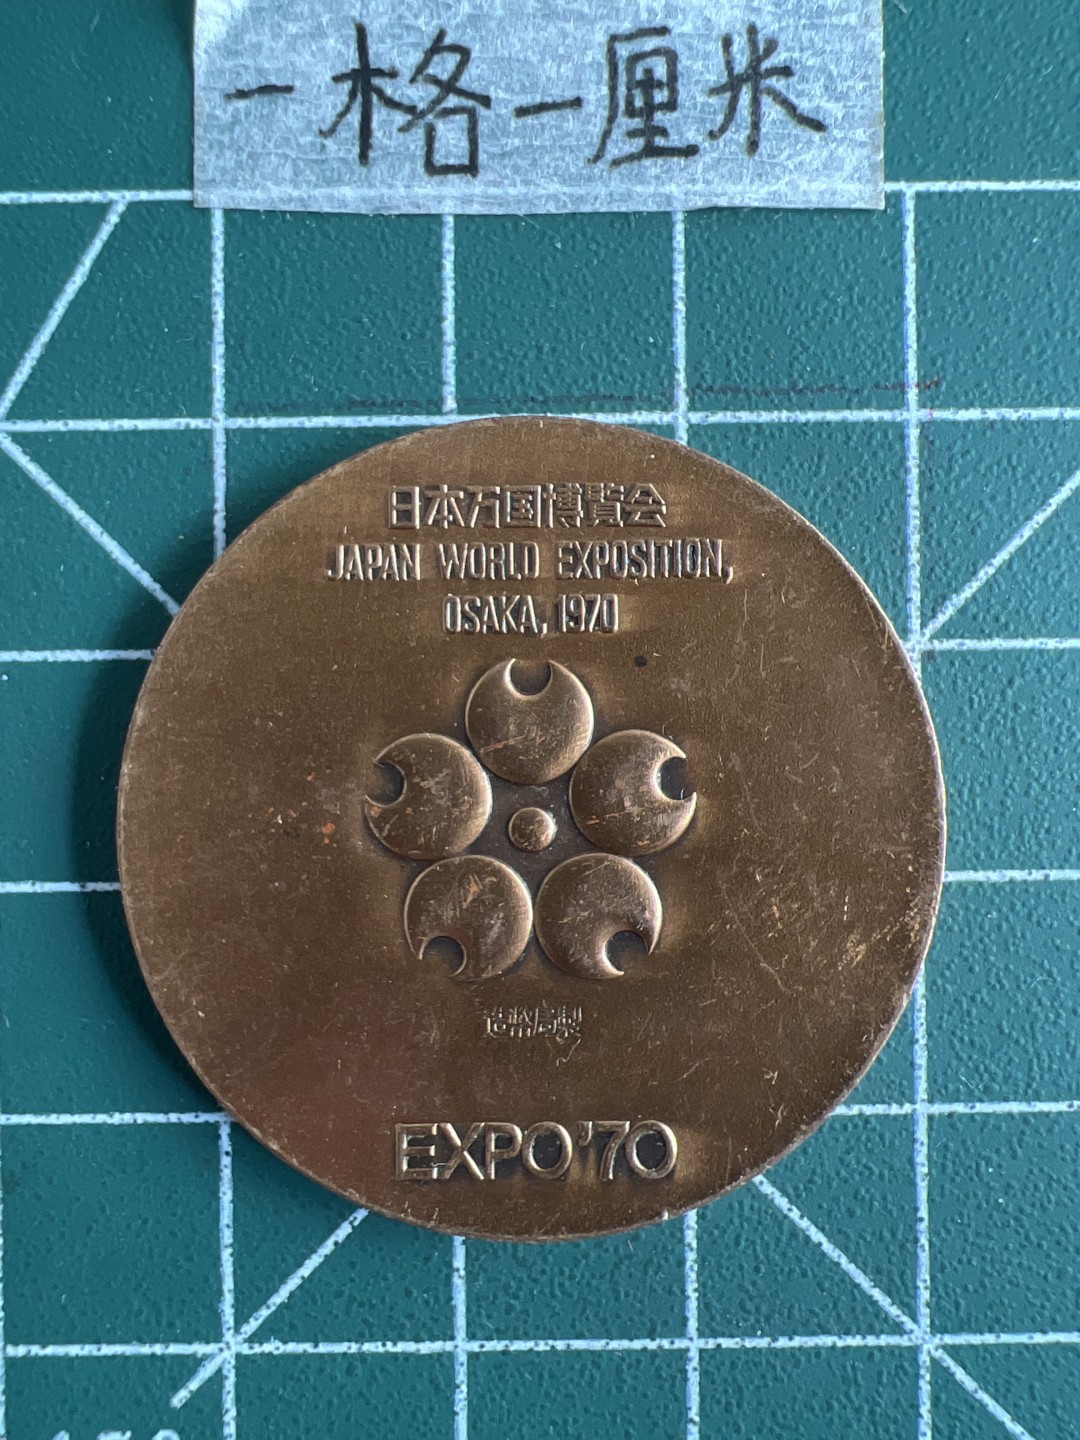 一格一厘米
日本万国博覧会
JAPAN WORLD EXPOSITION,
OSAKA, 1970
造幣局製
EXPO'70